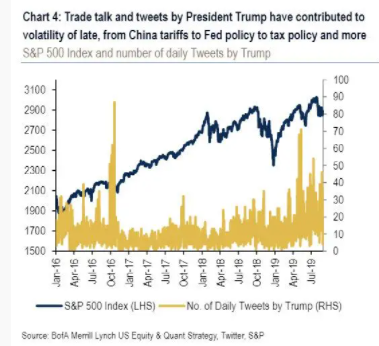 Chart 4: Trade talk and tweets by President Trump have contributed to
volatility of late, from China tariffs to Fed policy to tax policy and more
S&P 500 Index and number of daily Tweets by Trump
100
90
80
70
60
50
40
30
20
10
0
3100
2900
2700
2500
2300
2100
1900
1700
1500
Jan-16
Apr-16
Jul-16
Oct-16
Jan-17
Apr-17
Jul-17
Oct-17
Jan-18
Apr-18
Jul-18
Oct-18
Jan-19
Apr-19
Jul-19
S&P 500 Index (LHS)
No. of Daily Tweets by Trump (RHS)
Source: BofA Merrill Lynch US Equity & Quant Strategy, Twitter, S&P